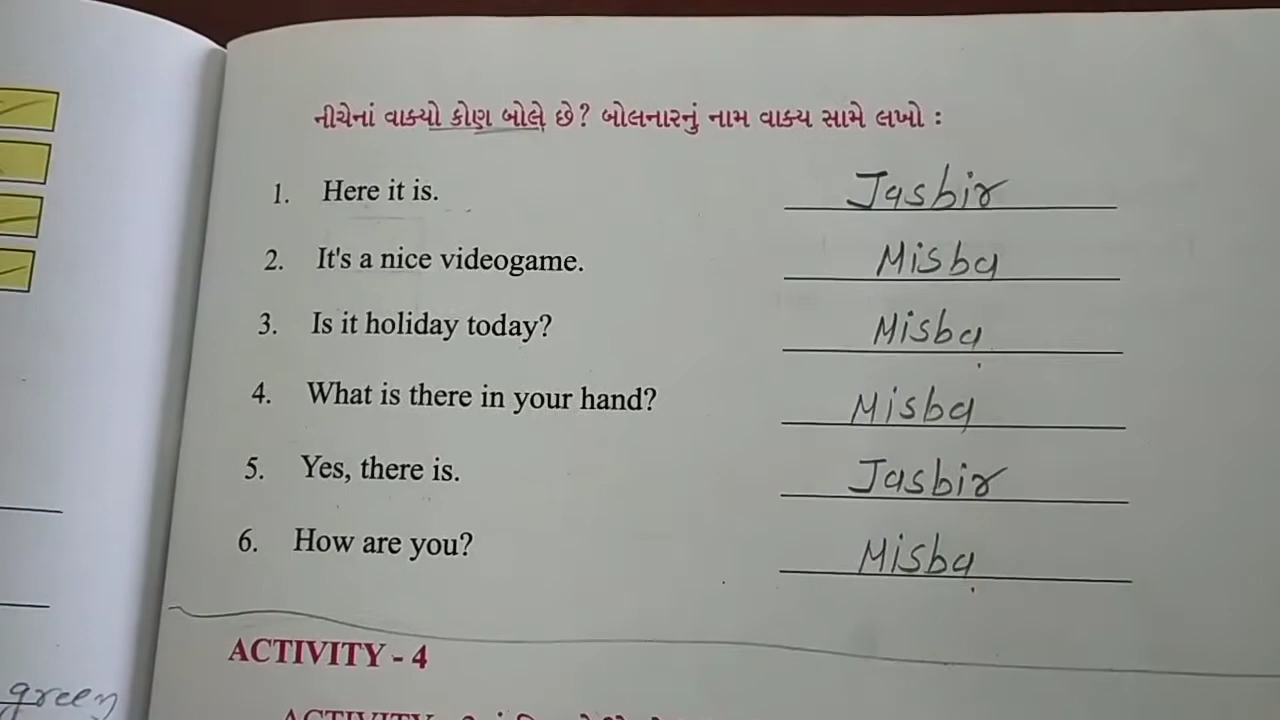 નીચેનાં વાક્યો કોણ બોલે છે? બોલનારનું નામ વાક્ય સામે લખો :
1. Here it is. Jasbir
2. It's a nice videogame. Misba
3. Is it holiday today? Misba
4. What is there in your hand? Misba
5. Yes, there is. Jasbir
6. How are you? Misba
ACTIVITY - 4
green
ACTIVITY